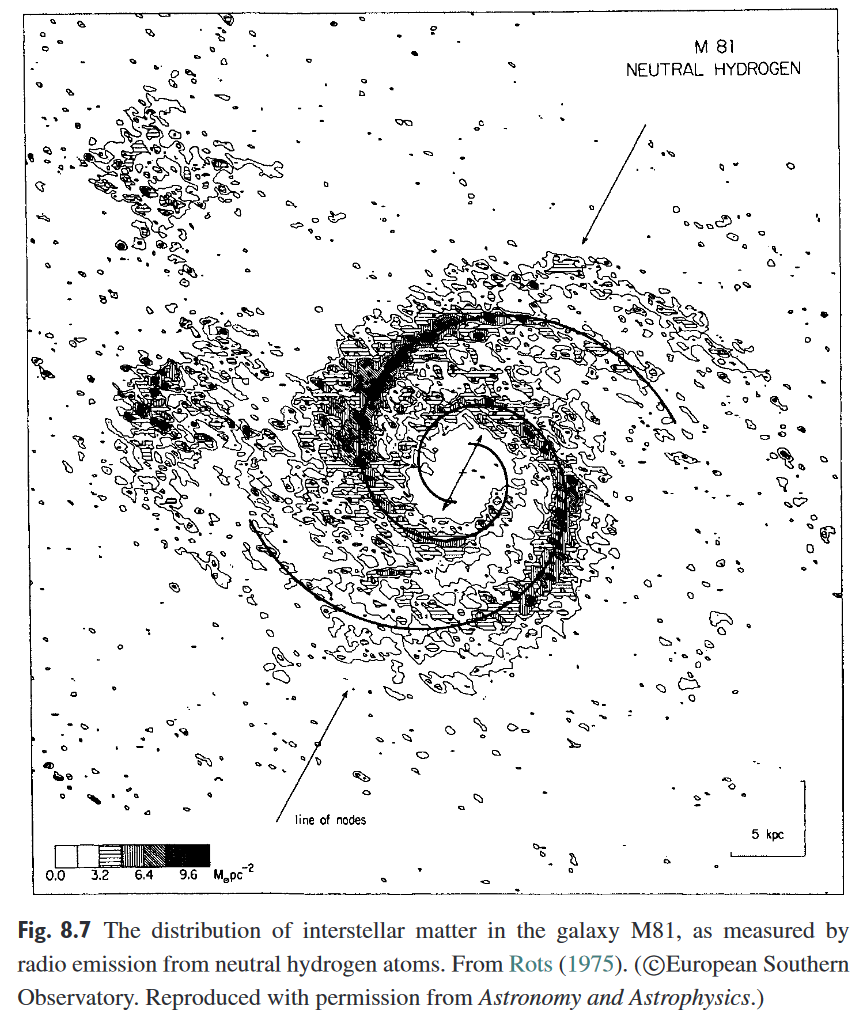 M 81
NEUTRAL HYDROGEN
line of nodes
5 kpc
0.0 3.2 6.4 9.6 M⊙pc⁻²
Fig. 8.7 The distribution of interstellar matter in the galaxy M81, as measured by
radio emission from neutral hydrogen atoms. From Rots (1975). (©European Southern
Observatory. Reproduced with permission from Astronomy and Astrophysics.)